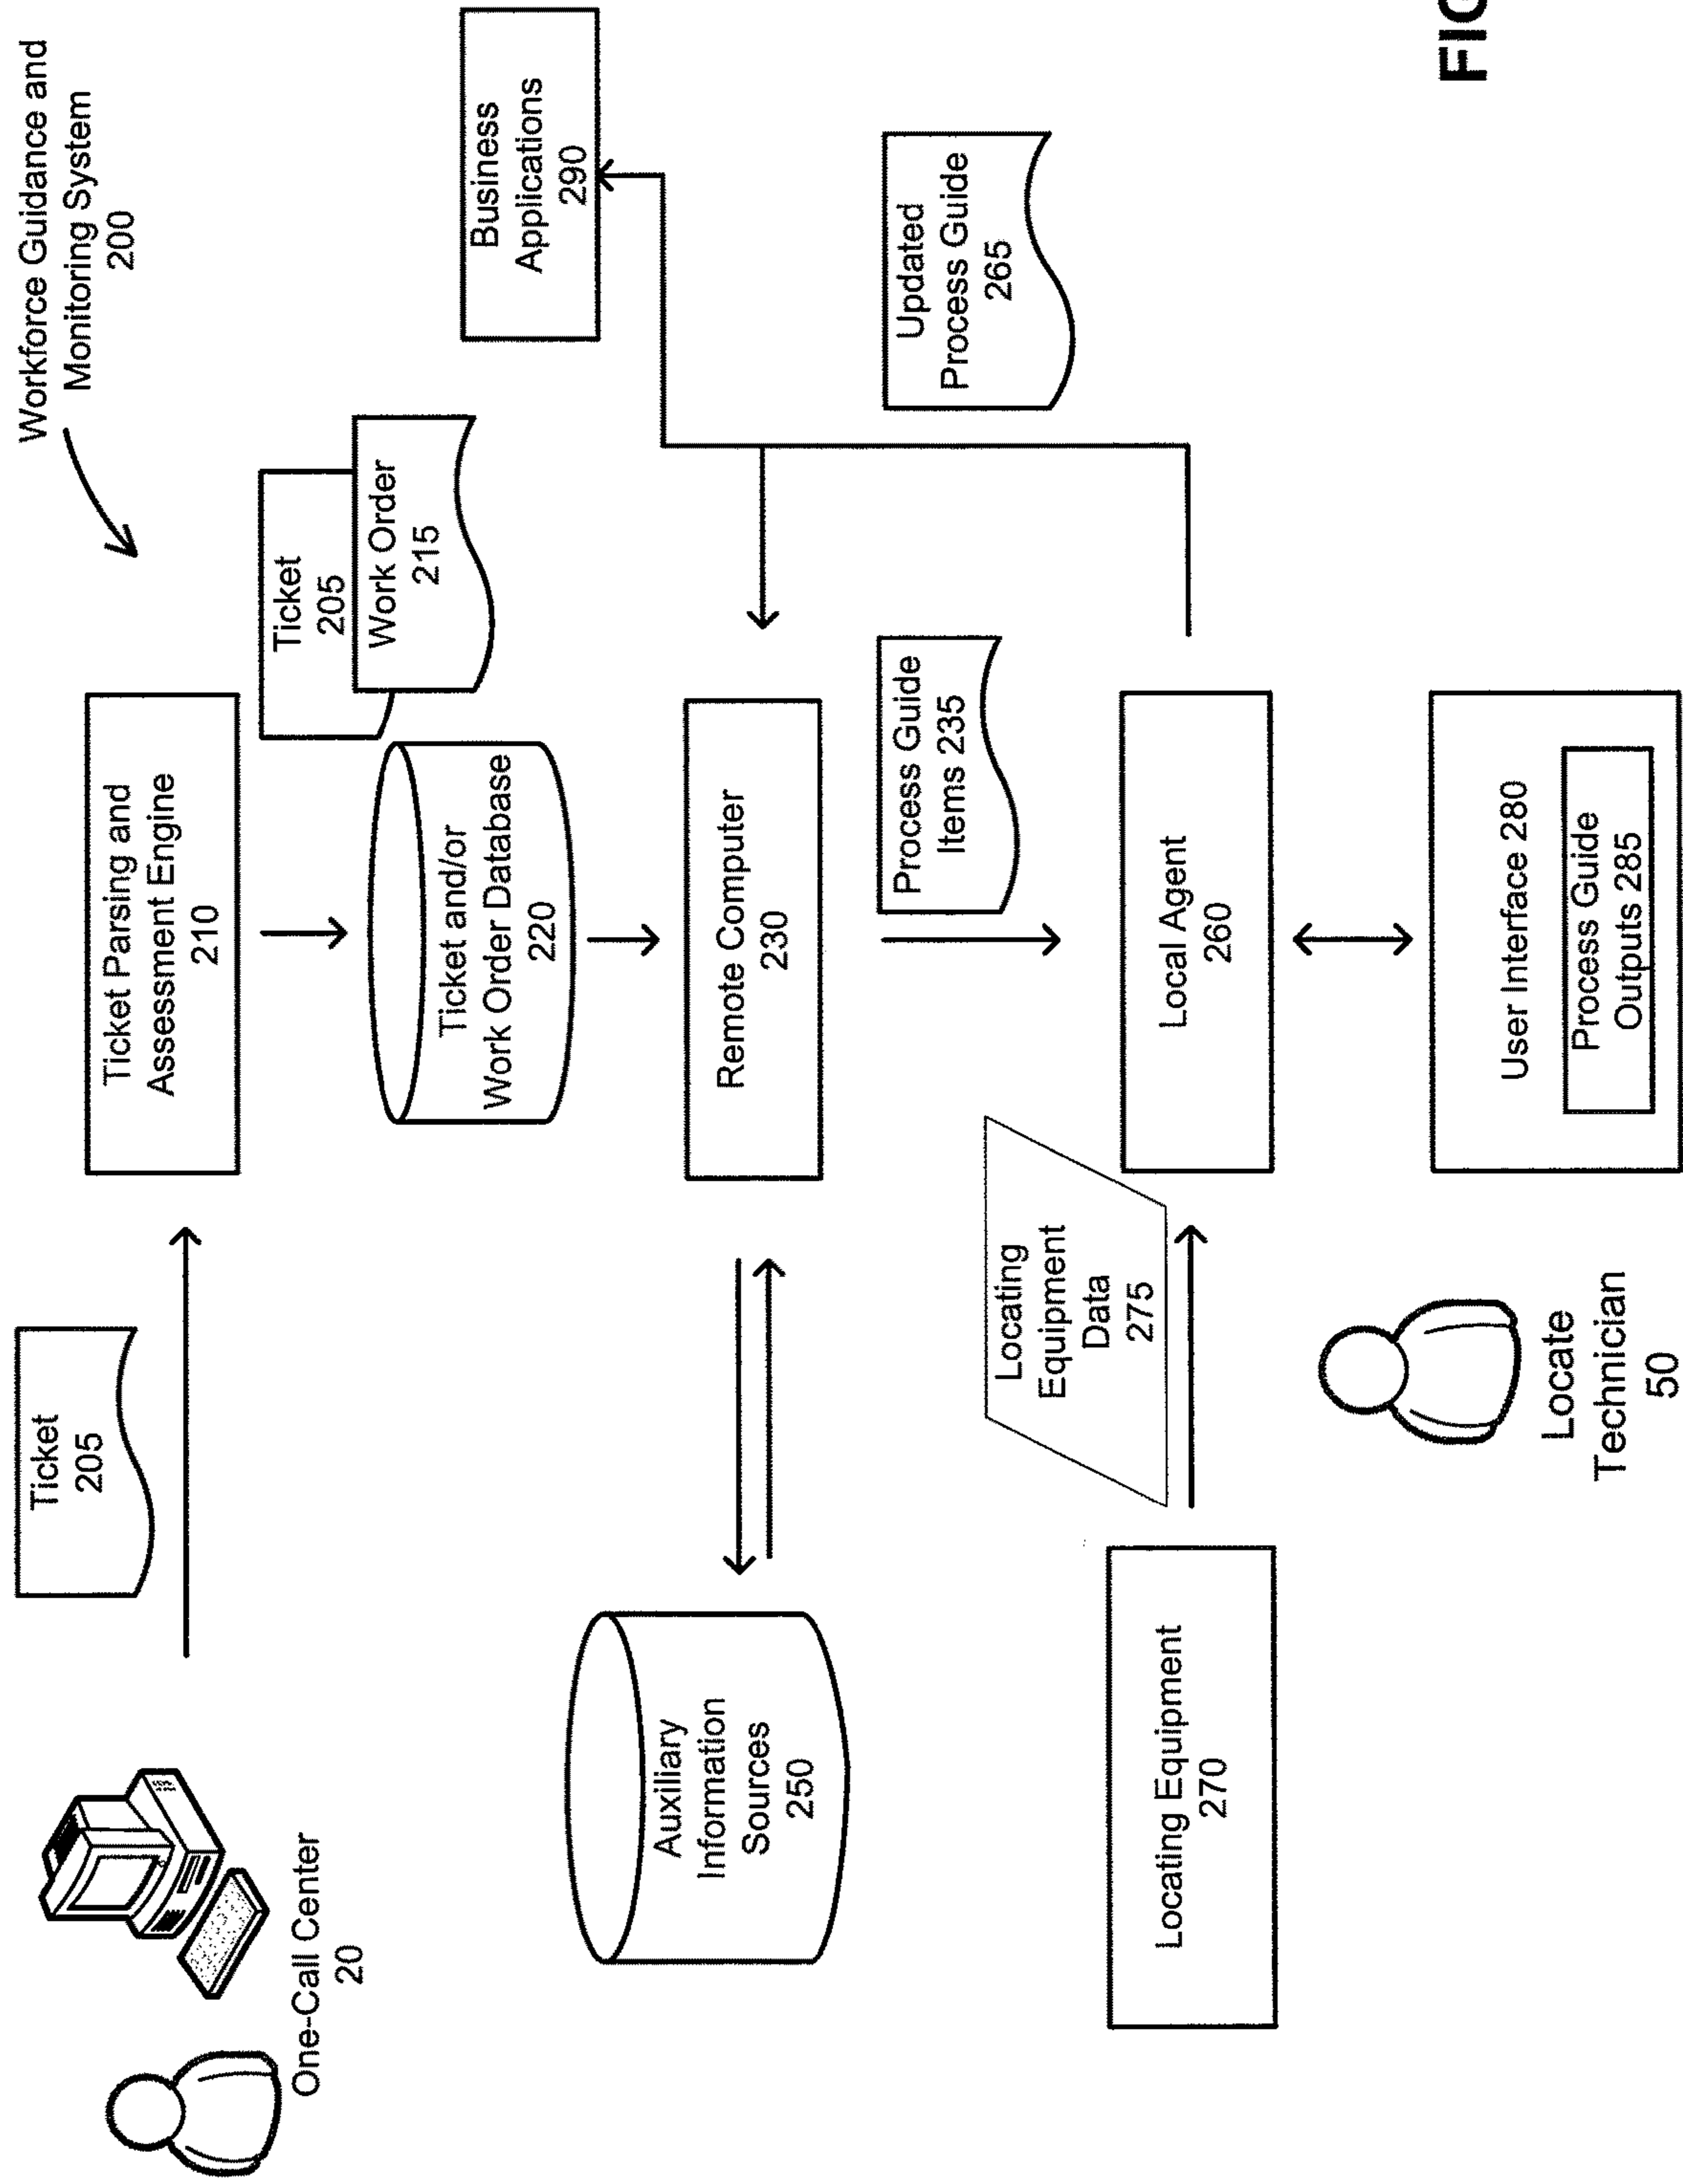 Workforce Guidance and
Monitoring System
200
Ticket
205
One-Call Center
20
Ticket Parsing and
Assessment Engine
210
Ticket
205
Work Order
215
Ticket and/or
Work Order Database
220
Business
Applications
290
Auxiliary
Information
Sources
250
Remote Computer
230
Process Guide
Items 235
Updated
Process Guide
265
Locating
Equipment
Data
275
Locating Equipment
270
Local Agent
260
Locate
Technician
50
User Interface 280
Process Guide
Outputs 285